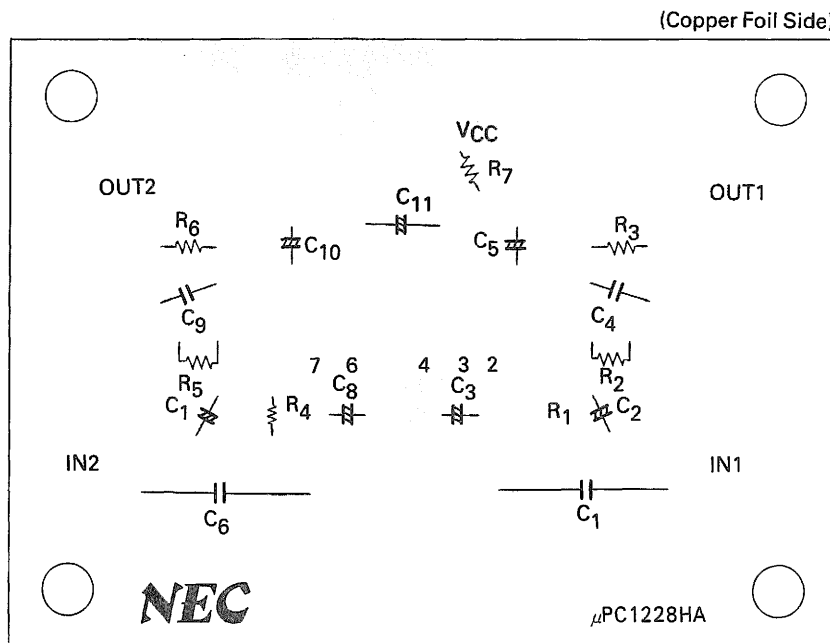 (Copper Foil Side)
VCC
R7
OUT2
C11
OUT1
R6
C10
C5
R3
C9
C4
R5
7 6 4 3 2
C8
C3
R2
C1
R4
R1
C2
IN2
IN1
C6
C1
NEC
μPC1228HA